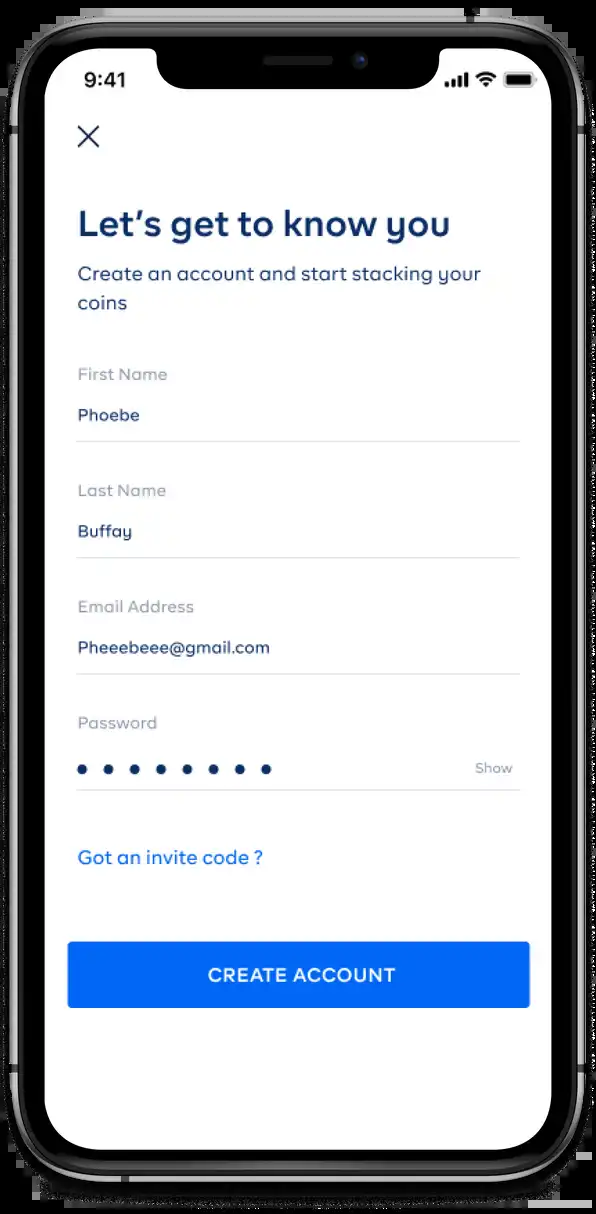 9:41
Let's get to know you
Create an account and start stacking your
coins
First Name
Phoebe
Last Name
Buffay
Email Address
Pheeebeee@gmail.com
Password
Show
Got an invite code ?
CREATE ACCOUNT